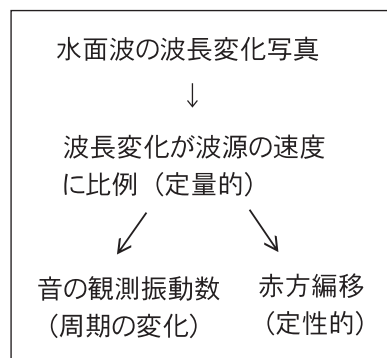 水面波の波長変化写真
↓
波長変化が波源の速度
に比例（定量的）
音の観測振動数
（周期の変化）
赤方編移
（定性的）